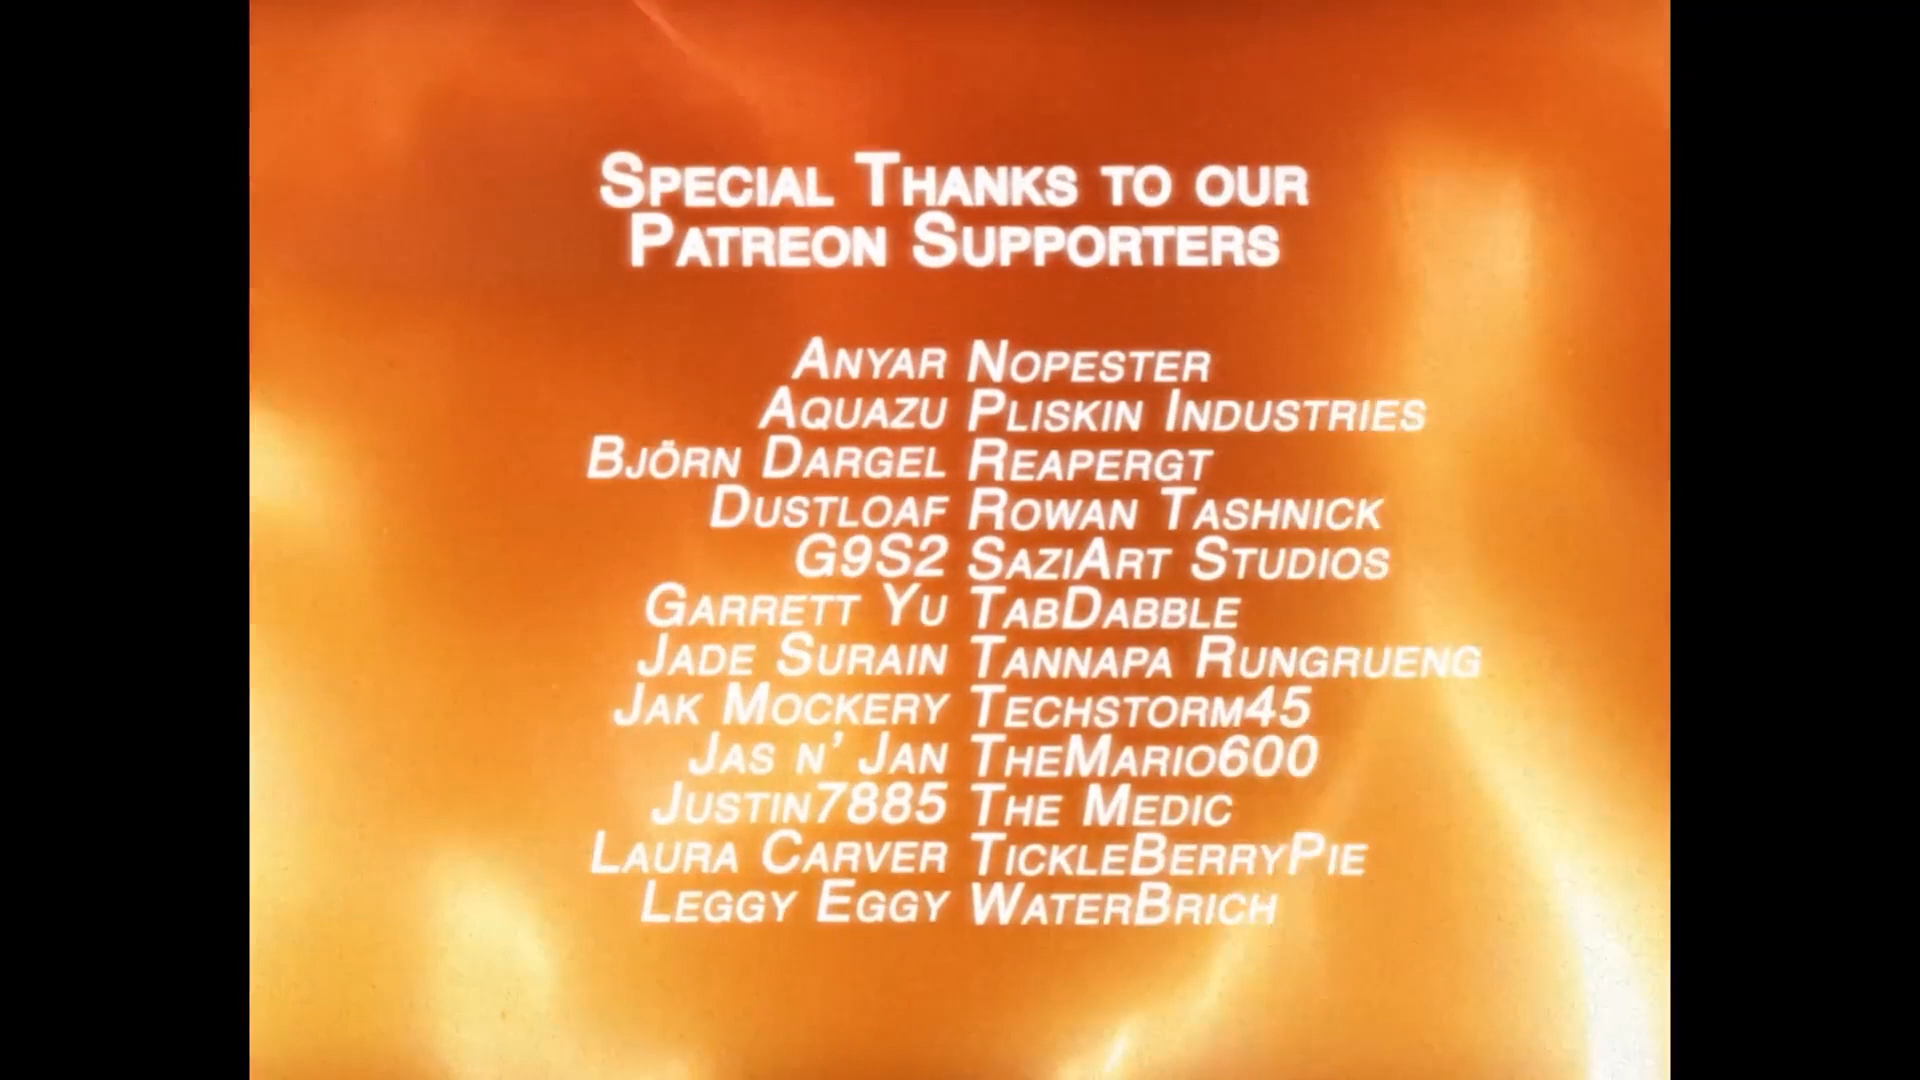 Special Thanks to our
Patreon Supporters
Anyar Nopester
Aquazu Pliskin Industries
Björn Dargel Reapergt
Dustloaf Rowan Tashnick
G9S2 SaziArt Studios
Garrett Yu TabDabble
Jade Surain Tannapa Rungrueng
Jak Mockery Techstorm45
Jas n' Jan TheMario600
Justin7885 The Medic
Laura Carver TickleBerryPie
Leggy Eggy WaterBrich